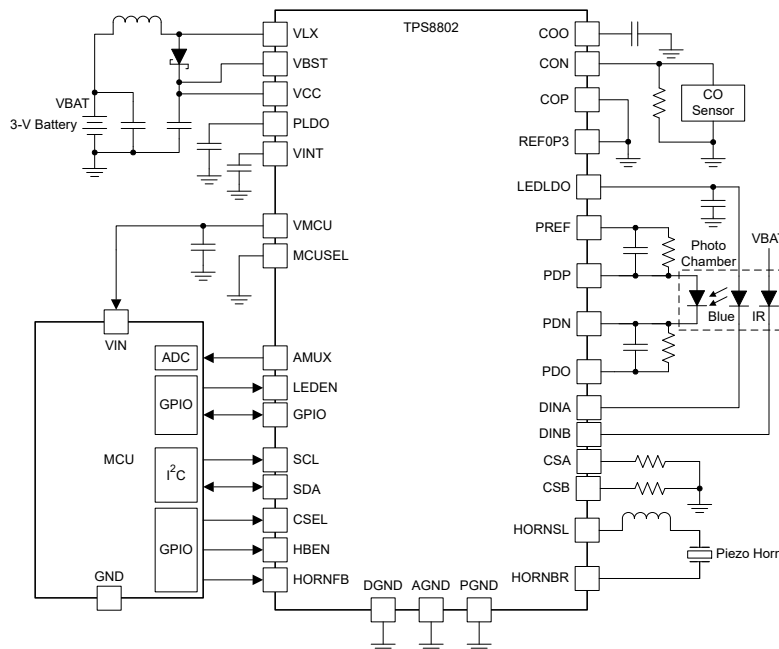 TPS8802
VLX
VBST
VCC
PLDO
VINT
VMCU
MCUSEL
AMUX
LEDEN
GPIO
SCL
SDA
CSEL
HBEN
HORNFB
DGND
AGND
PGND
COO
CON
COP
REF0P3
LEDLDO
PREF
PDP
PDN
PDO
DINA
DINB
CSA
CSB
HORNSL
HORNBR
VBAT
3-V Battery
VIN
ADC
GPIO
MCU
I2C
GPIO
GND
CO
Sensor
Photo
Chamber
VBAT
Blue
IR
Piezo Horn